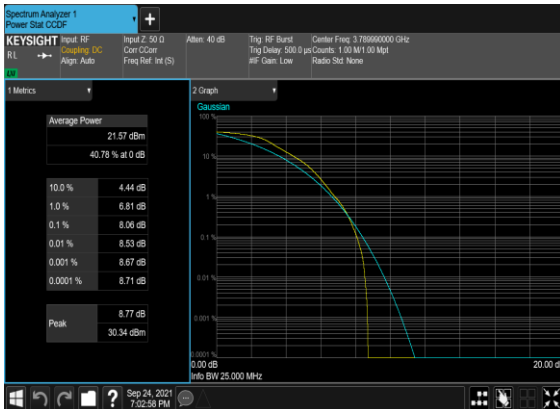 Spectrum Analyzer 1
Power Stat CCDF
KEYSIGHT
RL
Input: RF
Coupling: DC
Align: Auto
Input Z: 50 Ω
Corr CCorr
Freq Ref: Int (S)
Atten: 40 dB
Trig: RF Burst
Trig Delay: 500.0 µs
#IF Gain: Low
Center Freq: 3.789990000 GHz
Counts: 1.00 M/1.00 Mpt
Radio Std: None
1 Metrics
Average Power
21.57 dBm
40.78 % at 0 dB
10.0 % 4.44 dB
1.0 % 6.81 dB
0.1 % 8.06 dB
0.01 % 8.53 dB
0.001 % 8.67 dB
0.0001 % 8.71 dB
Peak
8.77 dB
30.34 dBm
2 Graph
Gaussian
100 %
10 %
1 %
0.1 %
0.01 %
0.001 %
0.0001 %
0.00 dB
20.00 d
Info BW 25.000 MHz
Sep 24, 2021
7:02:58 PM